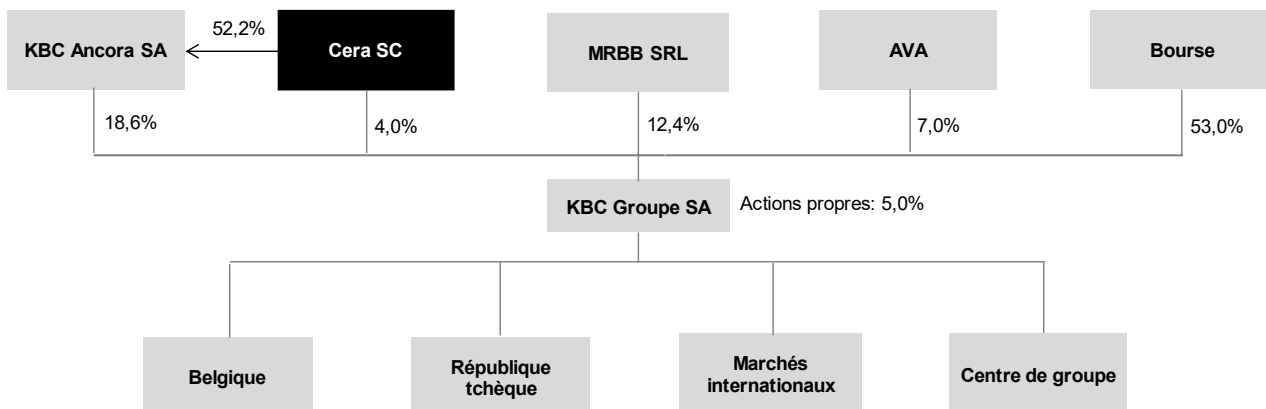 52,2%
KBC Ancora SA
Cera SC
MRBB SRL
AVA
Bourse
18,6%
4,0%
12,4%
7,0%
53,0%
KBC Groupe SA
Actions propres: 5,0%
Belgique
République
tchèque
Marchés
internationaux
Centre de groupe